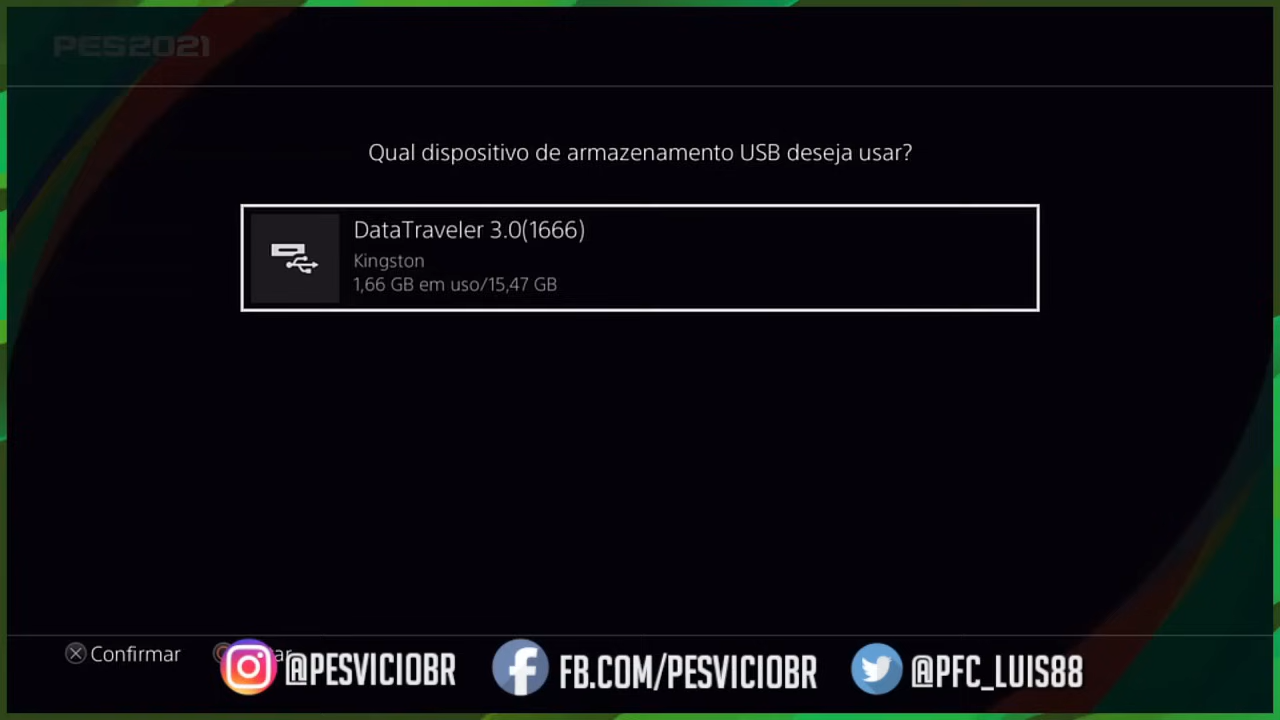 PES2021
Qual dispositivo de armazenamento USB deseja usar?
DataTraveler 3.0(1666)
Kingston
1,66 GB em uso/15,47 GB
Confirmar
@PESVICIOBR
FB.COM/PESVICIOBR
@PFC_LUIS88